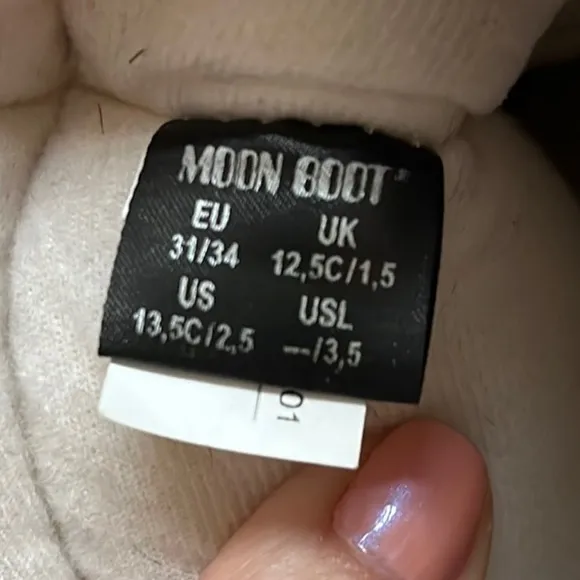 MOON BOOT®
EU UK
31/34 12,5C/1,5
US USL
13,5C/2,5 ---/3,5
01